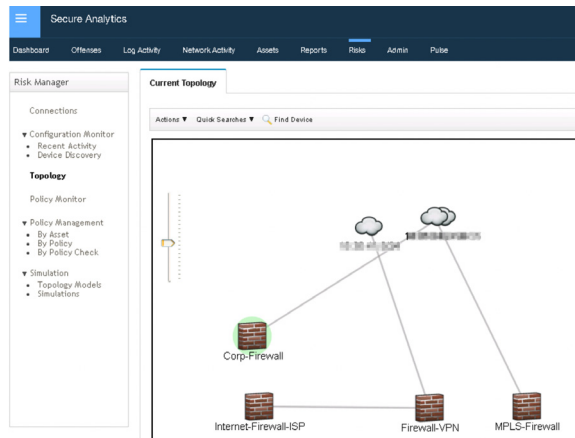 Secure Analytics
Dashboard Offenses Log Activity Network Activity Assets Reports Risks Admin Pulse
Risk Manager
Current Topology
Connections
Actions Quick Searches Find Device
Configuration Monitor
Recent Activity
Device Discovery
Topology
Policy Monitor
Policy Management
By Asset
By Policy
By Policy Check
Simulation
Topology Models
Simulations
Corp-Firewall
Internet-Firewall-ISP Firewall-VPN MPLS-Firewall